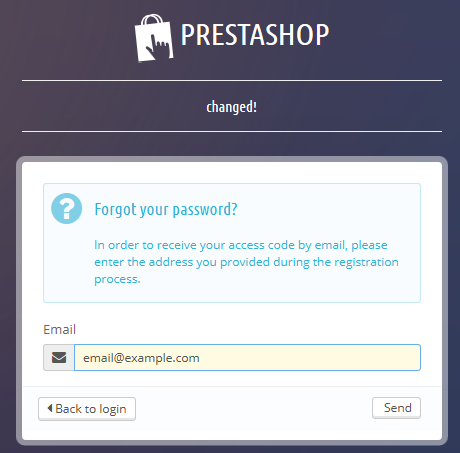 PRESTASHOP
changed!
Forgot your password?
In order to receive your access code by email, please
enter the address you provided during the registration
process.
Email
email@example.com
Back to login
Send